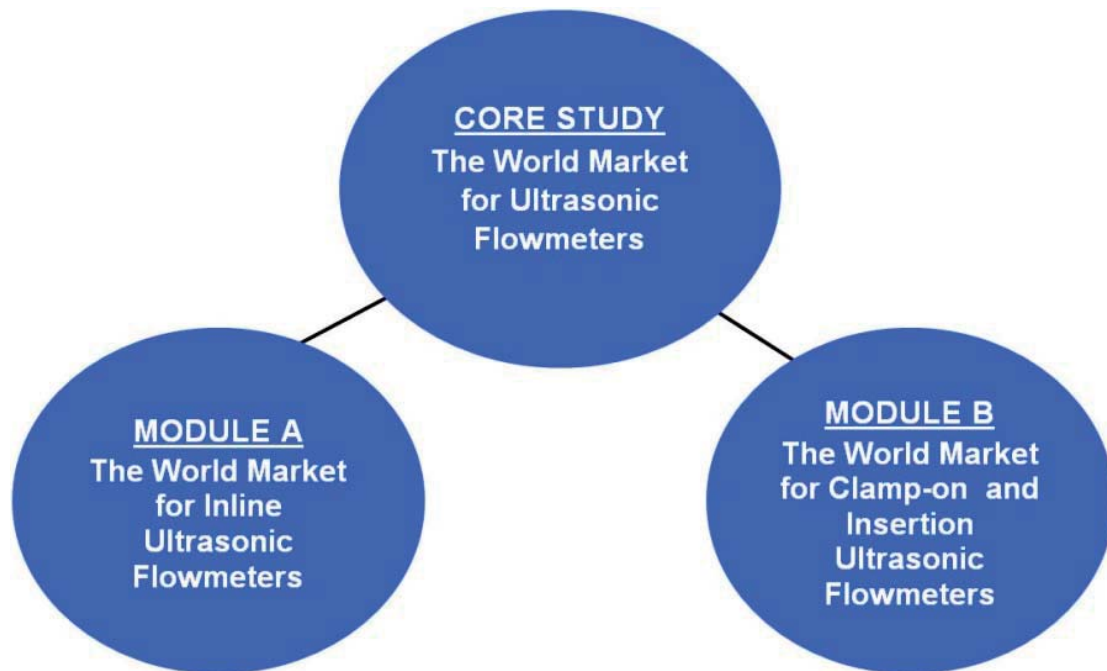 CORE STUDY
The World Market
for Ultrasonic
Flowmeters
MODULE A
The World Market
for Inline
Ultrasonic
Flowmeters
MODULE B
The World Market
for Clamp-on and
Insertion
Ultrasonic
Flowmeters